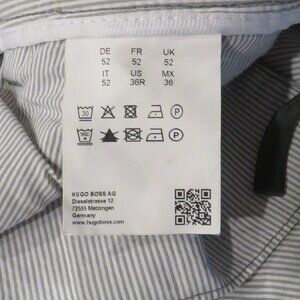 DE FR UK
52 52 52
IT US MX
52 36R 36
30
P
P
HUGO BOSS AG
Dieselstrasse 12
72555 Metzingen
Germany
www.hugoboss.com